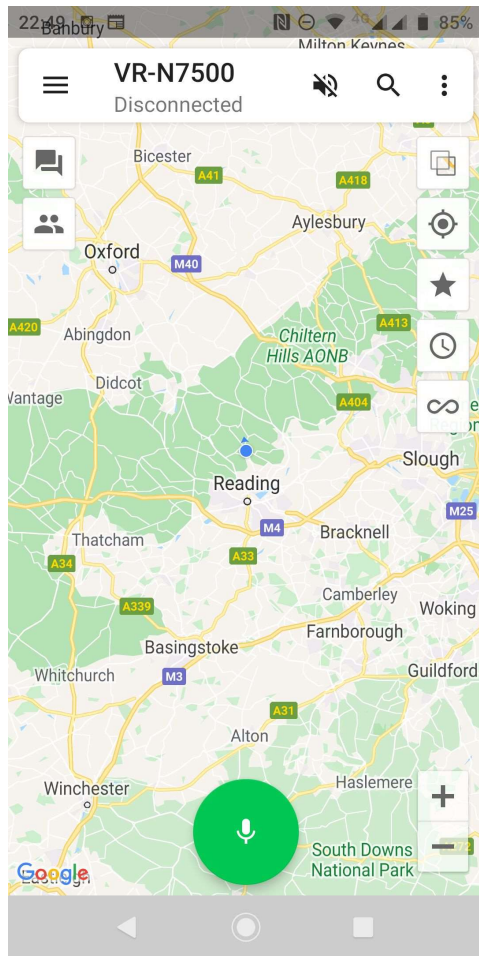 22:49
4G
85%
Banbury
Milton Keynes
VR-N7500
Disconnected
Bicester
A41
A418
Aylesbury
Oxford
M40
A420
Abingdon
A413
Chiltern
Hills AONB
Didcot
Wantage
A404
Slough
Reading
M25
M4
Bracknell
Thatcham
A33
A34
Camberley
A339
Woking
Farnborough
Basingstoke
Guildford
Whitchurch
M3
A31
Alton
Haslemere
Winchester
South Downs
National Park
Google